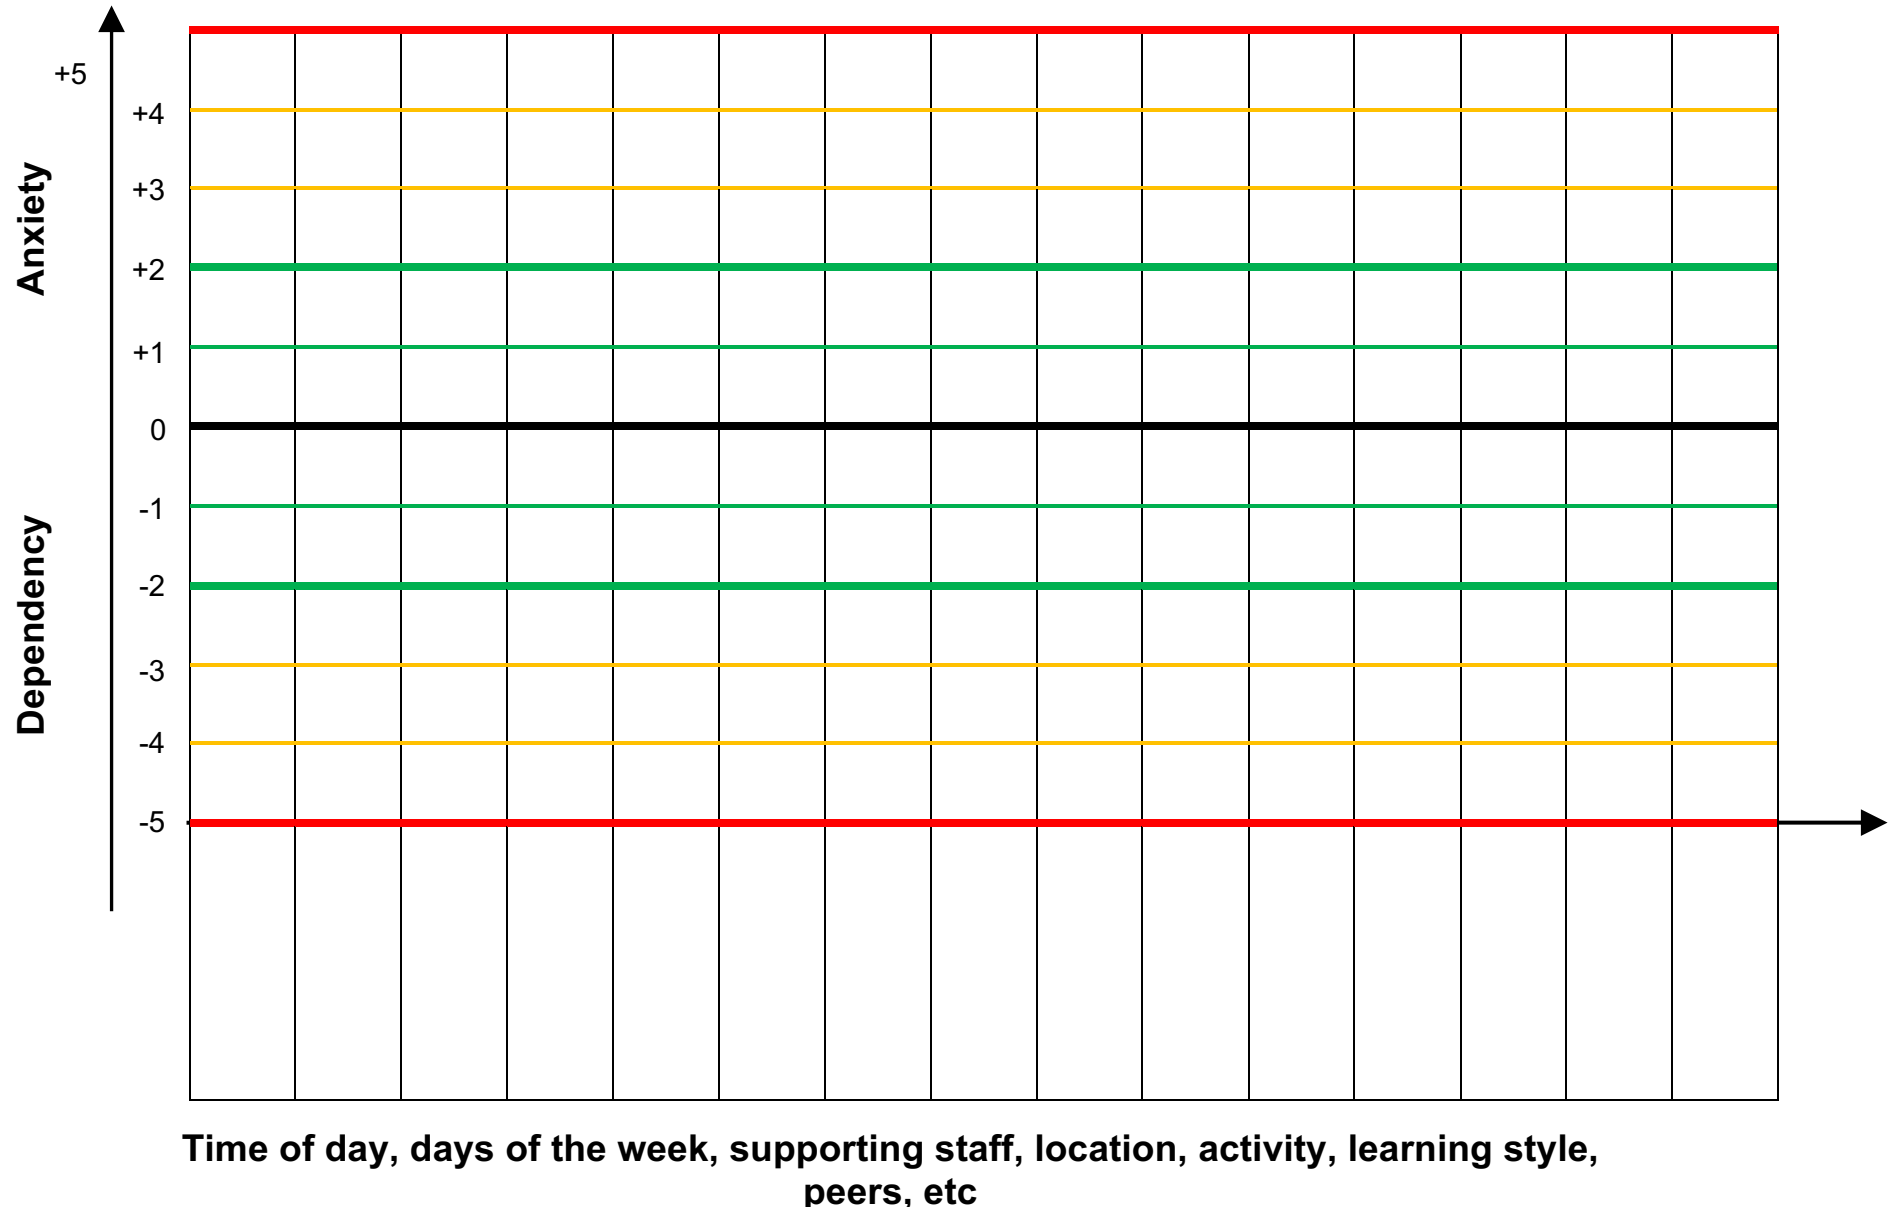 +5
+4
+3
+2
+1
0
-1
-2
-3
-4
-5
Anxiety
Dependency
Time of day, days of the week, supporting staff, location, activity, learning style,
peers, etc